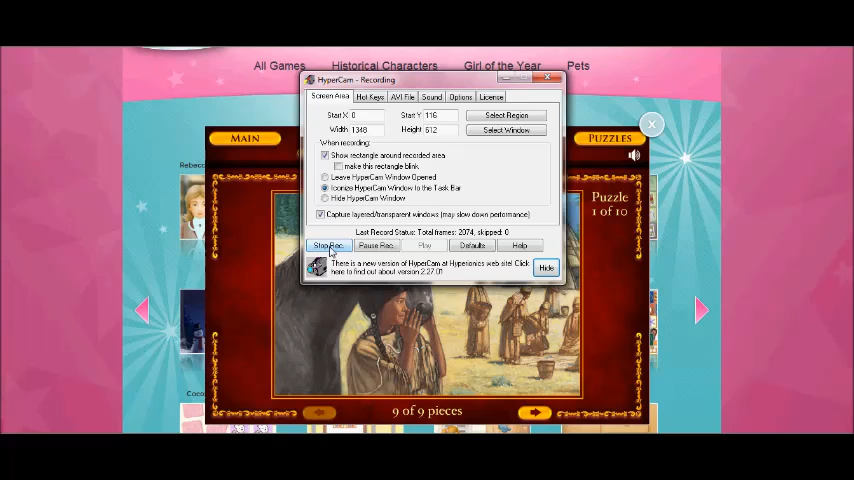 All Games Historical Characters Girl of the Year Pets
HyperCam - Recording
Screen Area Hot Keys AVI File Sound Options License
Start X 0 Start Y 116 Select Region
Width 1348 Height 612 Select Window
When recording:
Show rectangle around recorded area
make this rectangle blink
Leave HyperCam Window Opened
Iconize HyperCam Window to the Task Bar
Hide HyperCam Window
Capture layered/transparent windows (may slow down performance)
Last Record Status: Total frames: 2074, skipped: 0
Stop Rec. Pause Rec. Play Defaults Help
There is a new version of HyperCam at Hyperionics web site! Click
here to find out about version 2.27.01
Hide
MAIN
PUZZLES
X
Puzzle
1 of 10
Rebecc
Coco
9 of 9 pieces